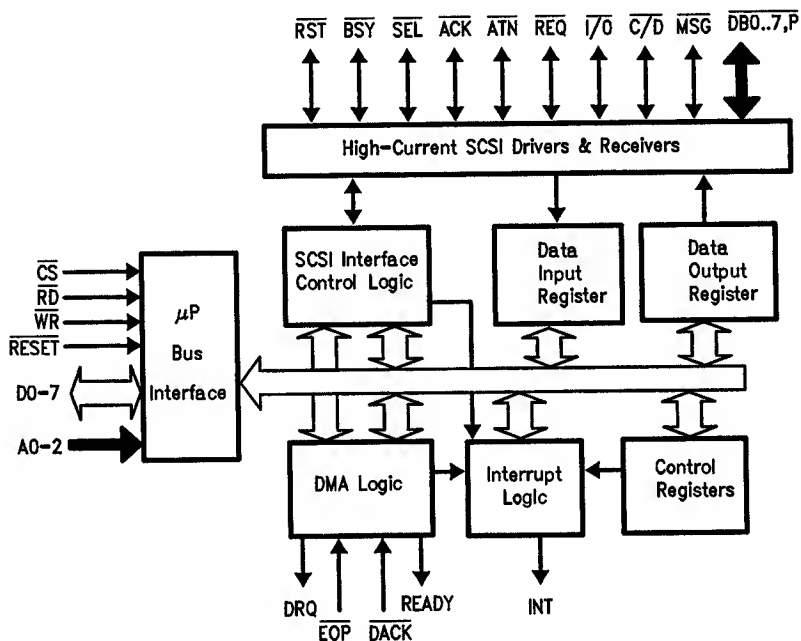 RST BSY SEL ACK ATN REQ I/O C/D MSG DB0..7,P
High-Current SCSI Drivers & Receivers
SCSI Interface
Control Logic
Data
Input
Register
Data
Output
Register
CS
RD
WR
RESET
D0-7
A0-2
μP
Bus
Interface
DMA Logic
Interrupt
Logic
Control
Registers
DRQ
EOP
DACK
READY
INT